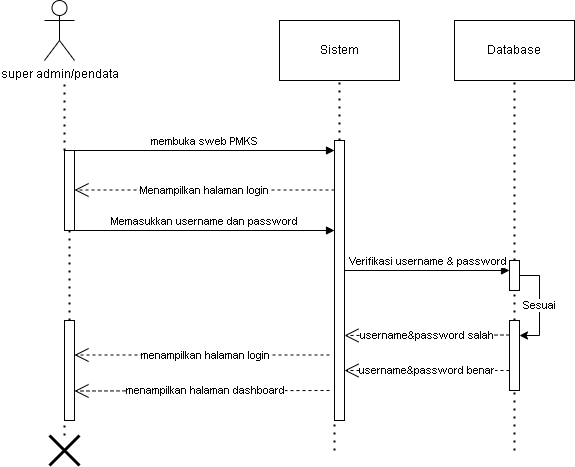 super admin/pendata
Sistem
Database
membuka sweb PMKS
Menampilkan halaman login
Memasukkan username dan password
Verifikasi username & password
Sesuai
username&password salah
menampilkan halaman login
username&password benar
menampilkan halaman dashboard